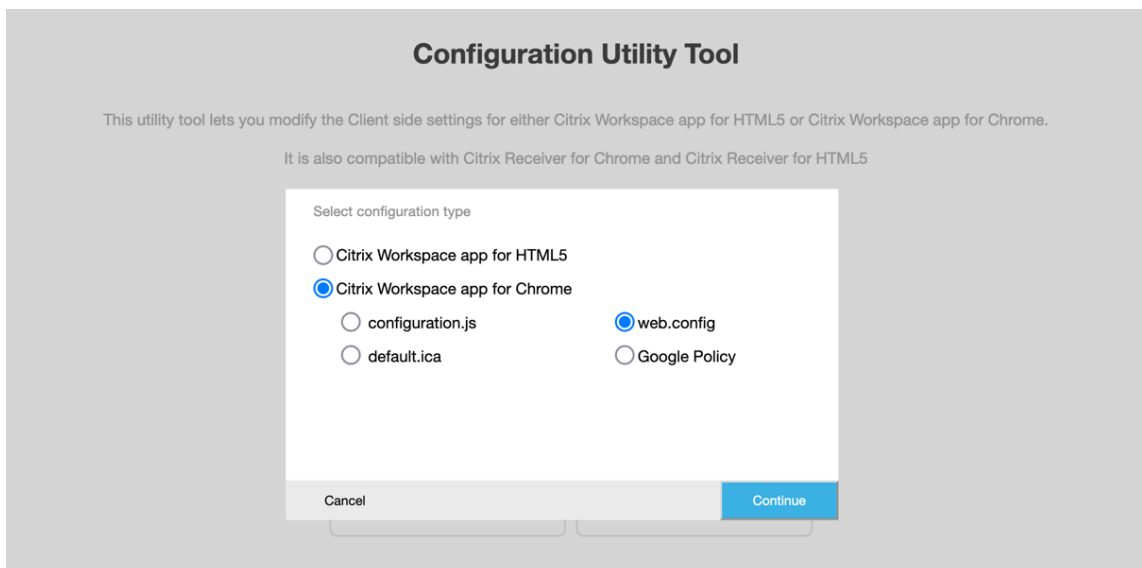 Configuration Utility Tool
This utility tool lets you modify the Client side settings for either Citrix Workspace app for HTML5 or Citrix Workspace app for Chrome.
It is also compatible with Citrix Receiver for Chrome and Citrix Receiver for HTML5
Select configuration type
Citrix Workspace app for HTML5
Citrix Workspace app for Chrome
configuration.js web.config
default.ica Google Policy
Cancel Continue